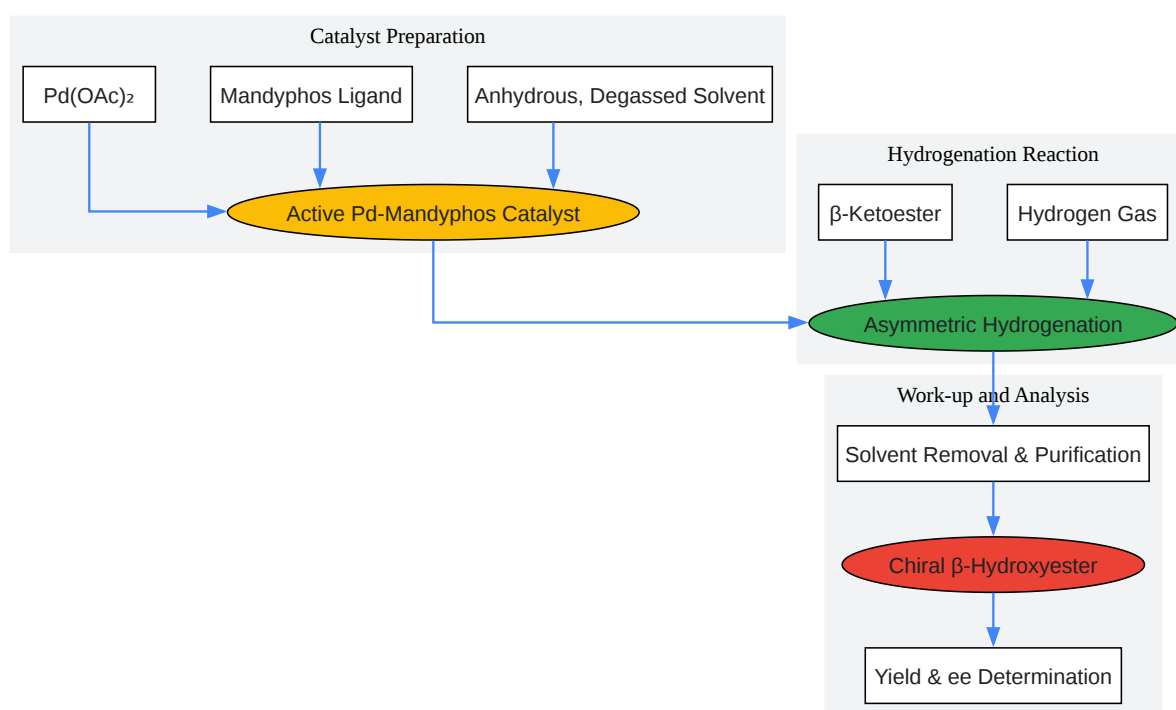 Catalyst Preparation
Pd(OAc)₂
Mandyphos Ligand
Anhydrous, Degassed Solvent
Active Pd-Mandyphos Catalyst
Hydrogenation Reaction
β-Ketoester
Hydrogen Gas
Asymmetric Hydrogenation
Work-up and Analysis
Solvent Removal & Purification
Chiral β-Hydroxyester
Yield & ee Determination